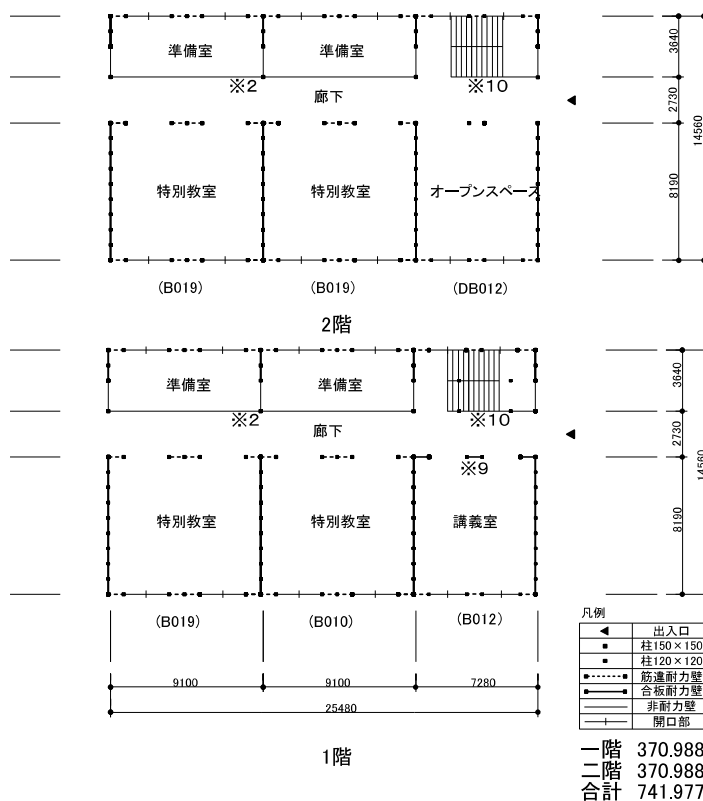 準備室
準備室
※2
※10
廊下
特別教室
特別教室
オープンスペース
(B019)
(B019)
(DB012)
2階
3640
2730
8190
14560
準備室
準備室
※2
※10
廊下
※9
特別教室
特別教室
講義室
(B019)
(B010)
(B012)
3640
2730
8190
14560
9100
9100
7280
25480
1階
凡例
出入口
柱150×150
柱120×120
筋違耐力壁
合板耐力壁
非耐力壁
開口部
一階 370.988
二階 370.988
合計 741.977